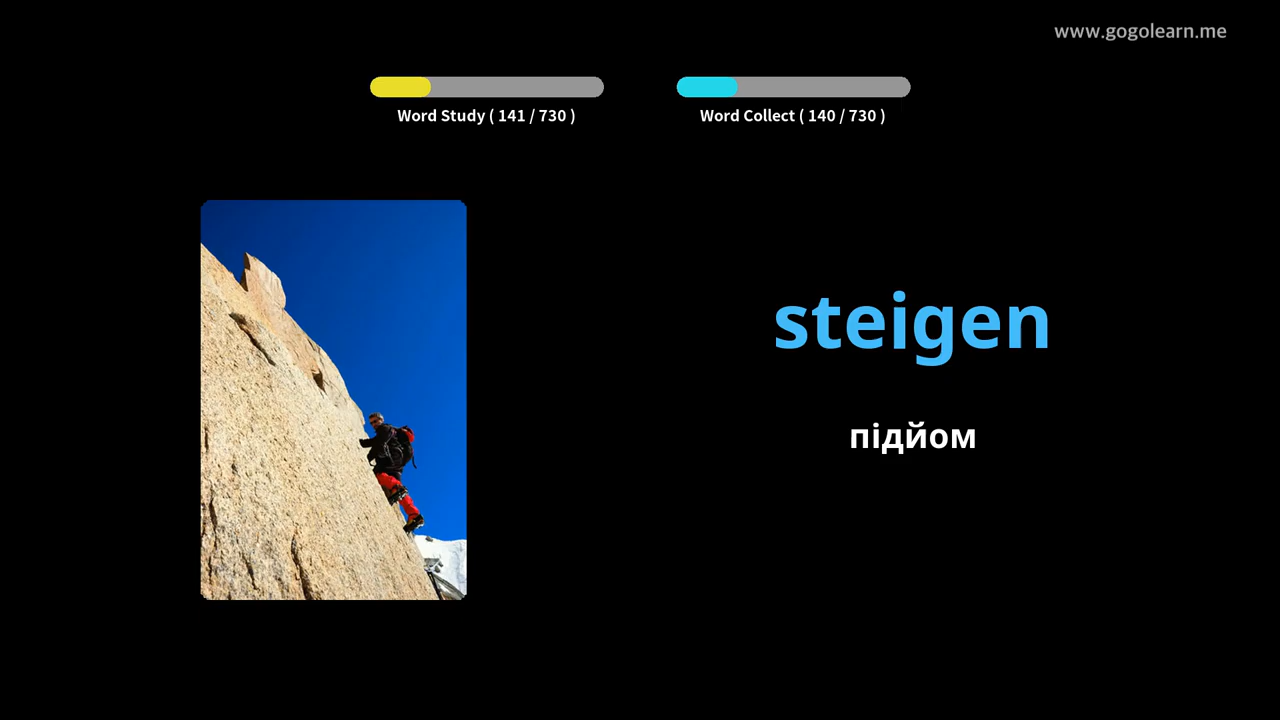 www.gogolearn.me
Word Study ( 141 / 730 )
Word Collect ( 140 / 730 )
steigen
підйом